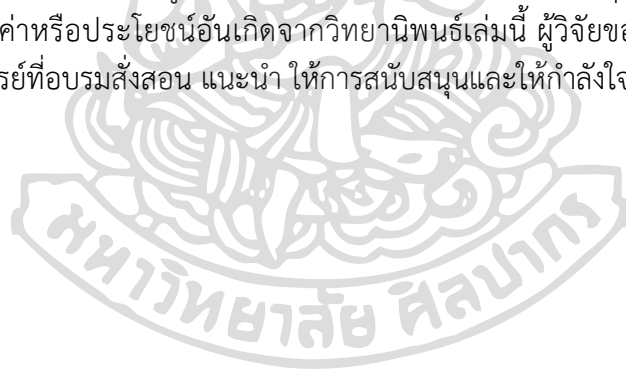 ค่าหรือประโยชน์อันเกิดจากวิทยานิพนธ์เล่มนี้ ผู้วิจัยขอ
รย์ที่อบรมสั่งสอน แนะนำ ให้การสนับสนุนและให้กำลังใจ
มหาวิทยาลัย ศิลปากร